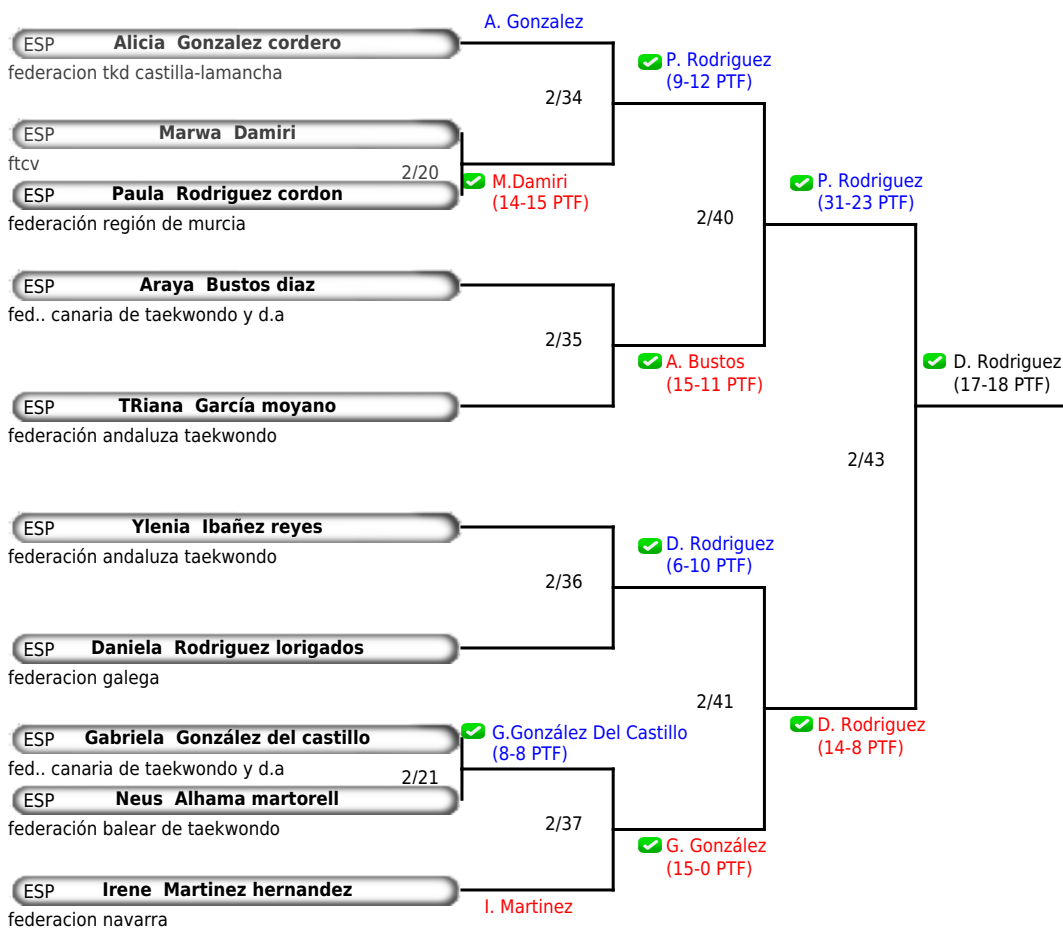 A. Gonzalez
ESP Alicia Gonzalez cordero
federacion tkd castilla-lamancha
P. Rodriguez
(9-12 PTF)
2/34
ESP Marwa Damiri
ftcv
2/20
M.Damiri
(14-15 PTF)
ESP Paula Rodriguez cordon
federación región de murcia
P. Rodriguez
(31-23 PTF)
2/40
ESP Araya Bustos diaz
fed.. canaria de taekwondo y d.a
2/35
A. Bustos
(15-11 PTF)
ESP TRiana García moyano
federación andaluza taekwondo
D. Rodriguez
(17-18 PTF)
2/43
ESP Ylenia Ibañez reyes
federación andaluza taekwondo
D. Rodriguez
(6-10 PTF)
2/36
ESP Daniela Rodriguez lorigados
federacion galega
2/41
D. Rodriguez
(14-8 PTF)
ESP Gabriela González del castillo
fed.. canaria de taekwondo y d.a
G.González Del Castillo
(8-8 PTF)
2/21
ESP Neus Alhama martorell
federación balear de taekwondo
2/37
G. González
(15-0 PTF)
ESP Irene Martinez hernandez
federacion navarra
I. Martinez